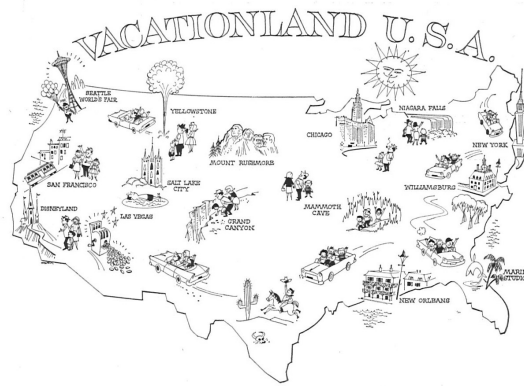 VACATIONLAND U.S.A.
SEATTLE
WORLD'S FAIR
YELLOWSTONE
NIAGARA FALLS
CHICAGO
NEW YORK
MOUNT RUSHMORE
SAN FRANCISCO
SALT LAKE
CITY
WILLIAMSBURG
DISNEYLAND
LAS VEGAS
MAMMOTH
CAVE
GRAND
CANYON
NEW ORLEANS